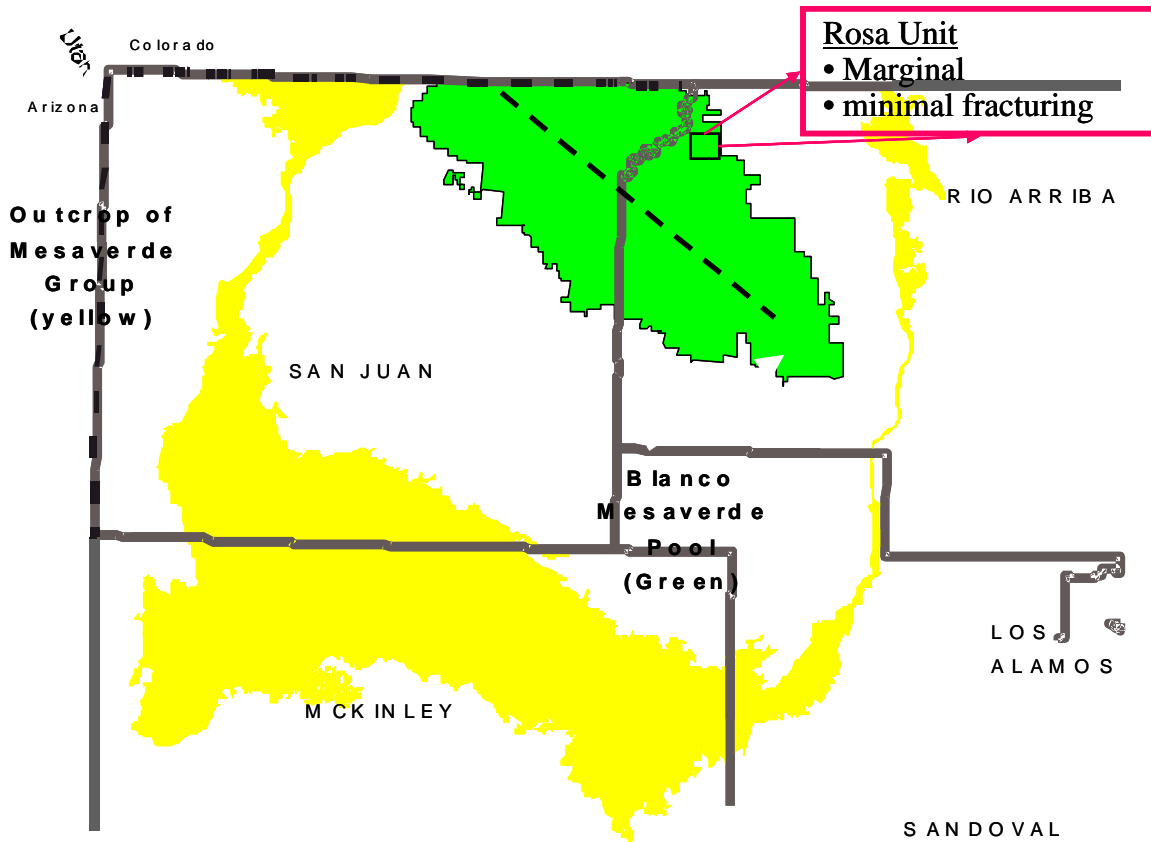 Utah
Colorado
Arizona
Rosa Unit
• Marginal
• minimal fracturing
RIO ARRIBA
Outcrop of
Mesaverde
Group
(yellow)
SAN JUAN
Blanco
Mesaverde
Pool
(Green)
LOS
ALAMOS
MCKINLEY
SANDOVAL